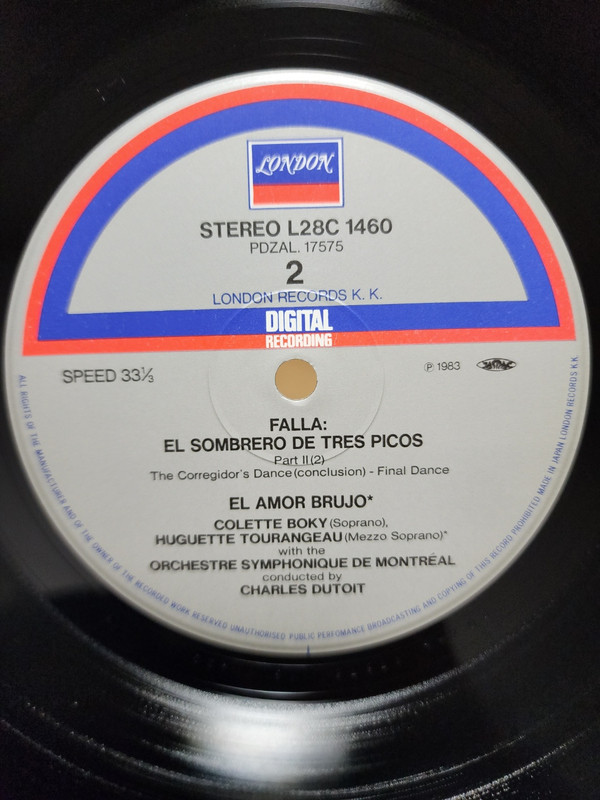 LONDON
STEREO L28C 1460
PDZAL. 17575
2
LONDON RECORDS K. K.
DIGITAL
RECORDING
SPEED 33⅓
℗ 1983
FALLA:
EL SOMBRERO DE TRES PICOS
Part II(2)
The Corregidor's Dance(conclusion) - Final Dance
EL AMOR BRUJO*
COLETTE BOKY(Soprano),
HUGUETTE TOURANGEAU(Mezzo Soprano)*
with the
ORCHESTRE SYMPHONIQUE DE MONTRÉAL
conducted by
CHARLES DUTOIT
ALL RIGHTS OF THE MANUFACTURER AND OF THE OWNER OF THE RECORDED WORK RESERVED UNAUTHORISED PUBLIC PERFOMANCE BROADCASTING AND COPYING OF THIS RECORD PROHIBITED MADE IN JAPAN LONDON RECORDS K.K.